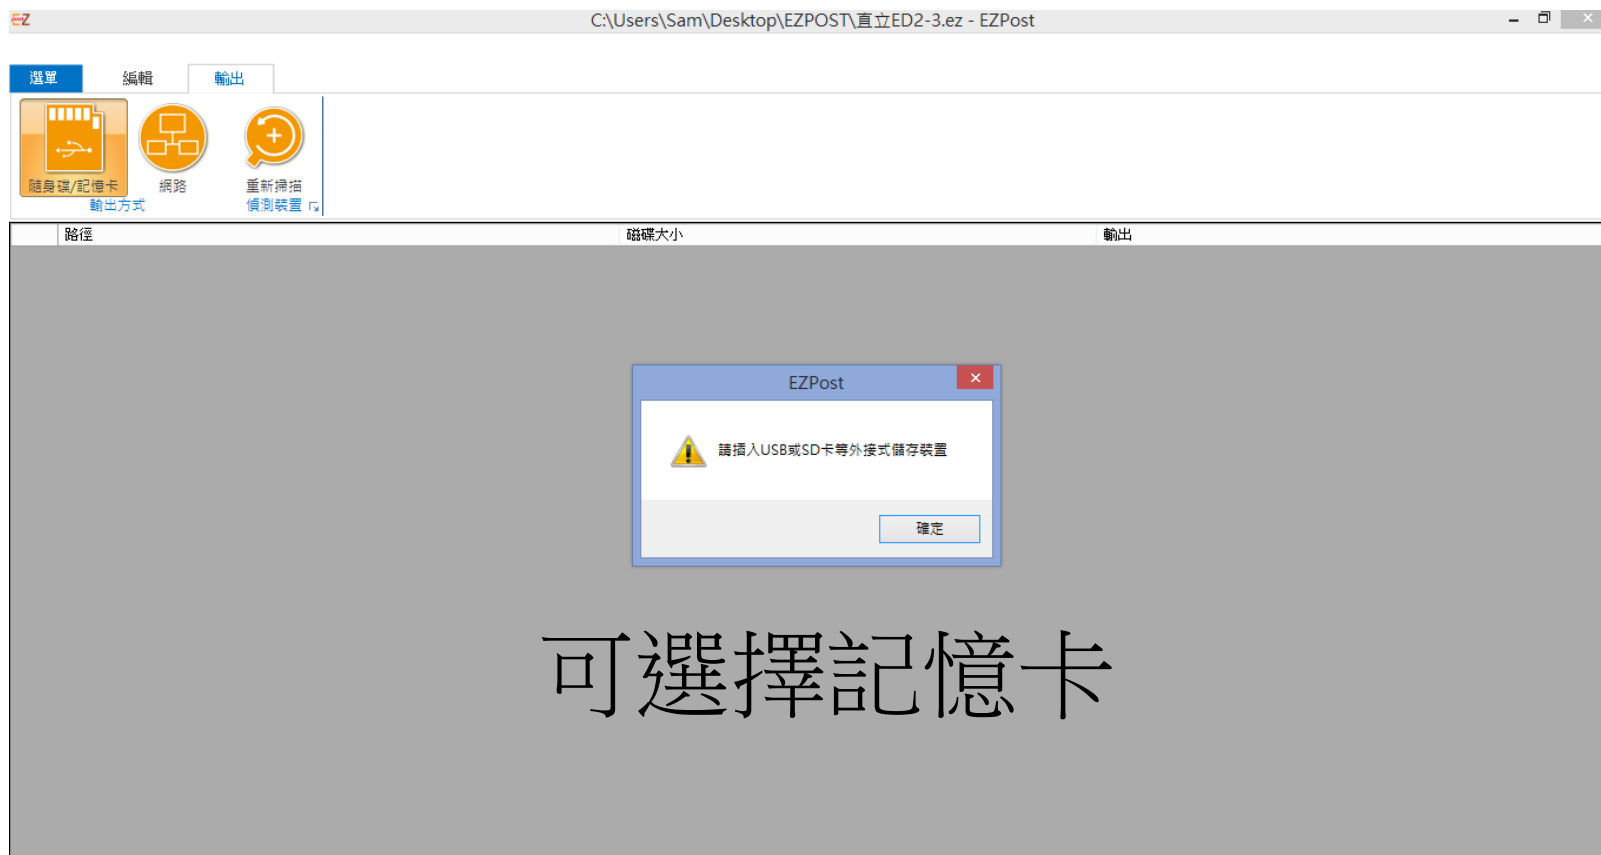 EZ C:\Users\Sam\Desktop\EZPOST\直立ED2-3.ez - EZPost
選單 編輯 輸出
隨身碟/記憶卡 網路 重新掃描
輸出方式 偵測裝置
路徑 磁碟大小 輸出
EZPost
請插入USB或SD卡等外接式儲存裝置
確定
可選擇記憶卡